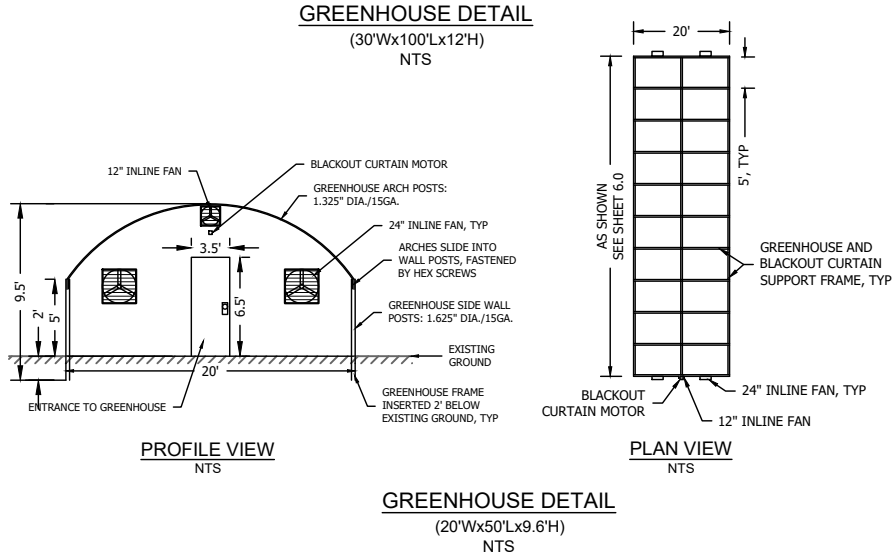 GREENHOUSE DETAIL
(30'Wx100'Lx12'H)
NTS
12" INLINE FAN
BLACKOUT CURTAIN MOTOR
GREENHOUSE ARCH POSTS:
1.325" DIA./15GA.
24" INLINE FAN, TYP
3.5'
ARCHES SLIDE INTO
WALL POSTS, FASTENED
BY HEX SCREWS
9.5'
2'
5'
6.5'
GREENHOUSE SIDE WALL
POSTS: 1.625" DIA./15GA.
EXISTING
GROUND
20'
ENTRANCE TO GREENHOUSE
GREENHOUSE FRAME
INSERTED 2' BELOW
EXISTING GROUND, TYP
PROFILE VIEW
NTS
20'
AS SHOWN
SEE SHEET 6.0
5', TYP
GREENHOUSE AND
BLACKOUT CURTAIN
SUPPORT FRAME, TYP
BLACKOUT
CURTAIN MOTOR
24" INLINE FAN, TYP
12" INLINE FAN
PLAN VIEW
NTS
GREENHOUSE DETAIL
(20'Wx50'Lx9.6'H)
NTS